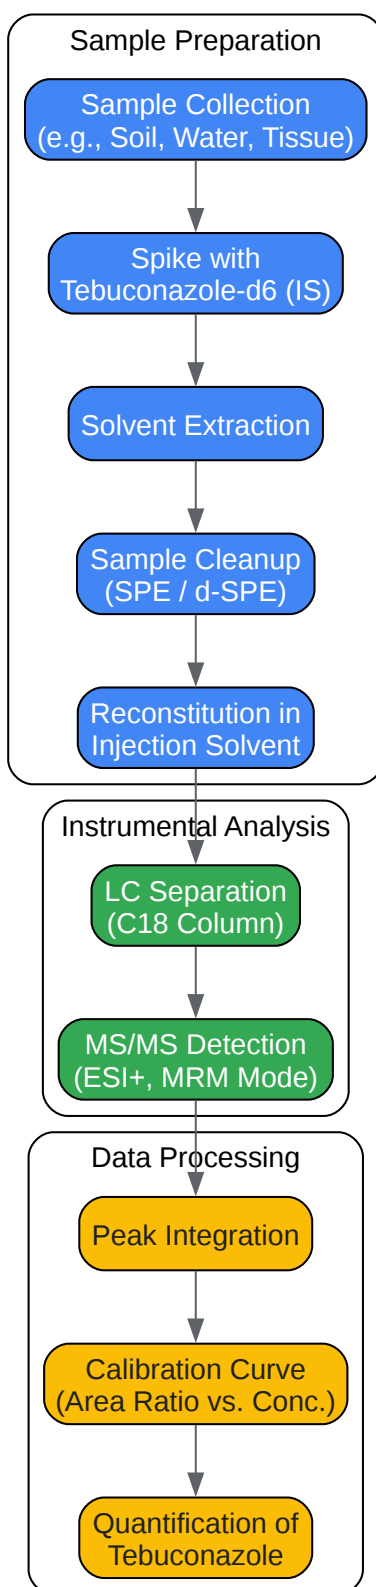 Sample Preparation
Sample Collection
(e.g., Soil, Water, Tissue)
Spike with
Tebuconazole-d6 (IS)
Solvent Extraction
Sample Cleanup
(SPE / d-SPE)
Reconstitution in
Injection Solvent
Instrumental Analysis
LC Separation
(C18 Column)
MS/MS Detection
(ESI+, MRM Mode)
Data Processing
Peak Integration
Calibration Curve
(Area Ratio vs. Conc.)
Quantification of
Tebuconazole